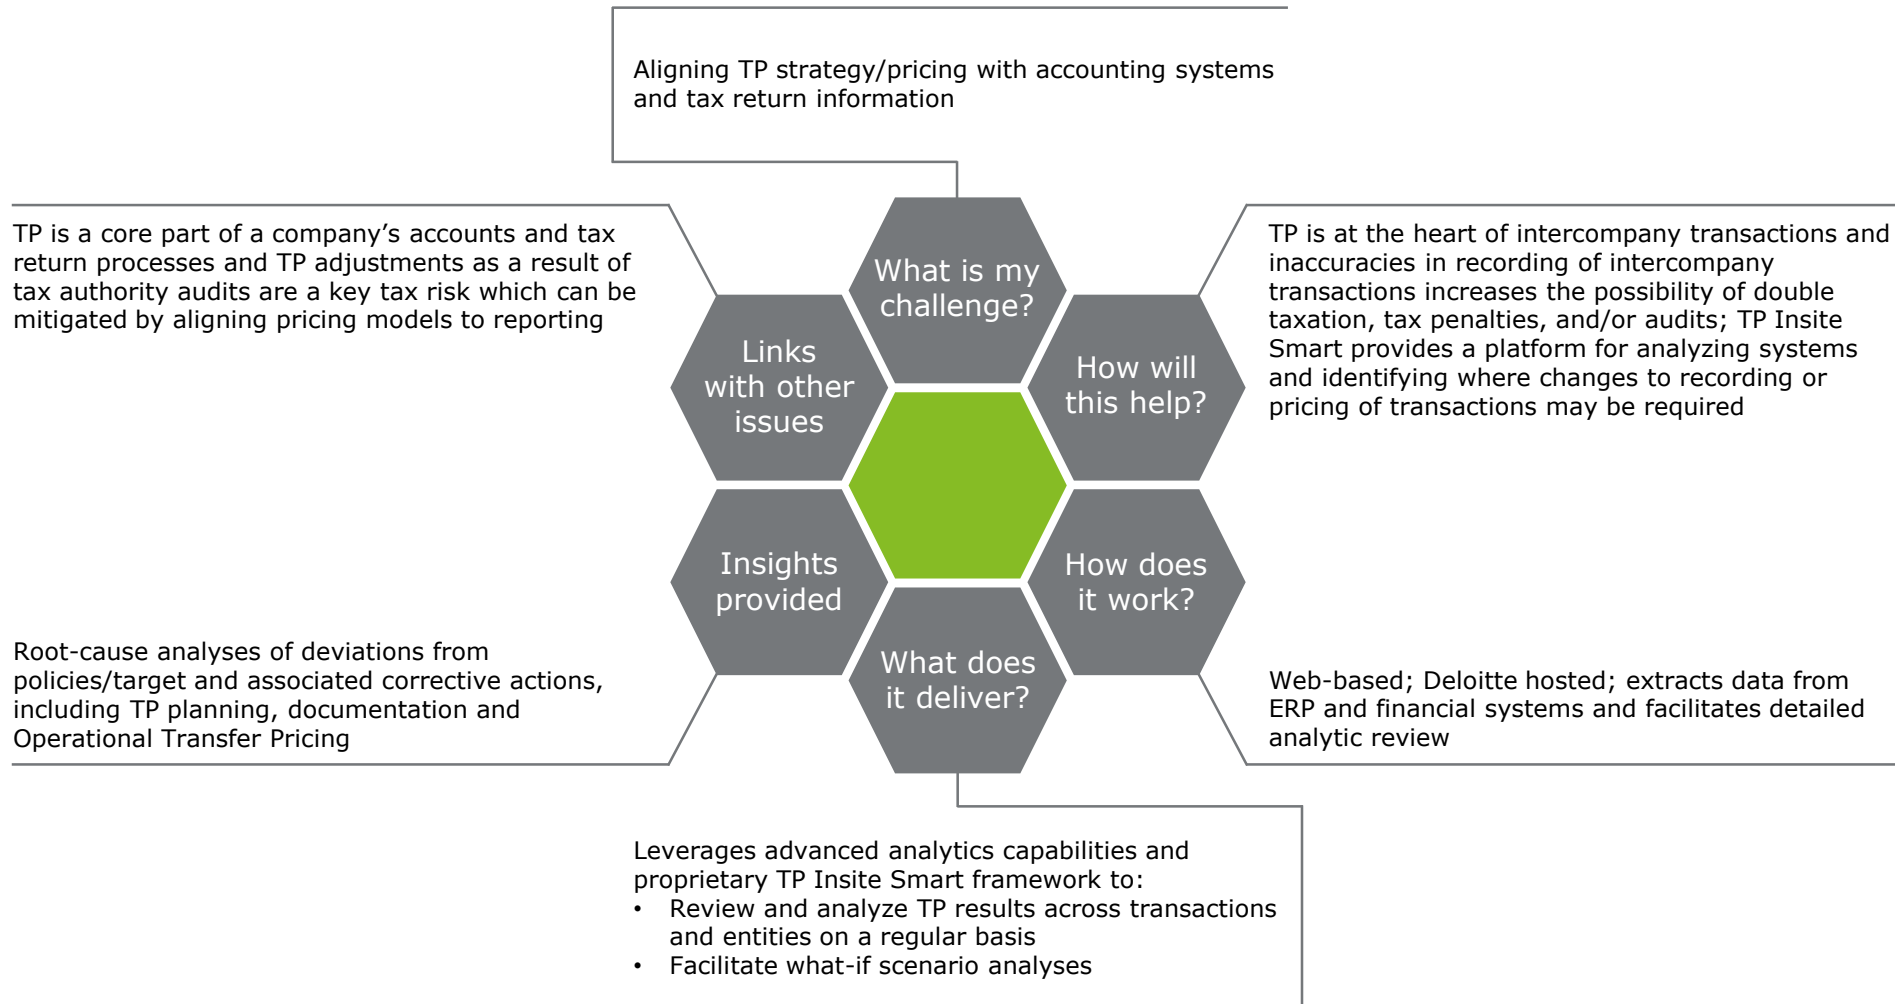 Aligning TP strategy/pricing with accounting systems
and tax return information
TP is a core part of a company's accounts and tax
return processes and TP adjustments as a result of
tax authority audits are a key tax risk which can be
mitigated by aligning pricing models to reporting
What is my
challenge?
TP is at the heart of intercompany transactions and
inaccuracies in recording of intercompany
transactions increases the possibility of double
taxation, tax penalties, and/or audits; TP Insite
Smart provides a platform for analyzing systems
and identifying where changes to recording or
pricing of transactions may be required
Links
with other
issues
How will
this help?
Insights
provided
How does
it work?
Root-cause analyses of deviations from
policies/target and associated corrective actions,
including TP planning, documentation and
Operational Transfer Pricing
What does
it deliver?
Web-based; Deloitte hosted; extracts data from
ERP and financial systems and facilitates detailed
analytic review
Leverages advanced analytics capabilities and
proprietary TP Insite Smart framework to:
• Review and analyze TP results across transactions
and entities on a regular basis
• Facilitate what-if scenario analyses